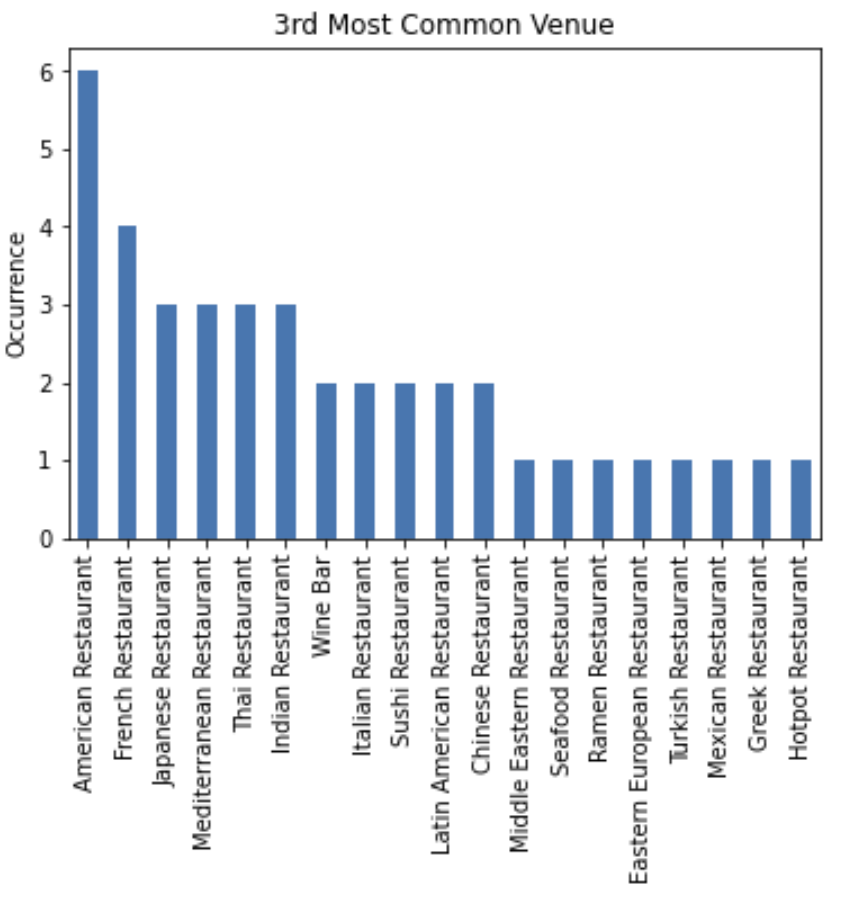 3rd Most Common Venue
6
5
4
3
2
1
0
Occurrence
American Restaurant
French Restaurant
Japanese Restaurant
Mediterranean Restaurant
Thai Restaurant
Indian Restaurant
Wine Bar
Italian Restaurant
Sushi Restaurant
Latin American Restaurant
Chinese Restaurant
Middle Eastern Restaurant
Seafood Restaurant
Ramen Restaurant
Eastern European Restaurant
Turkish Restaurant
Mexican Restaurant
Greek Restaurant
Hotpot Restaurant